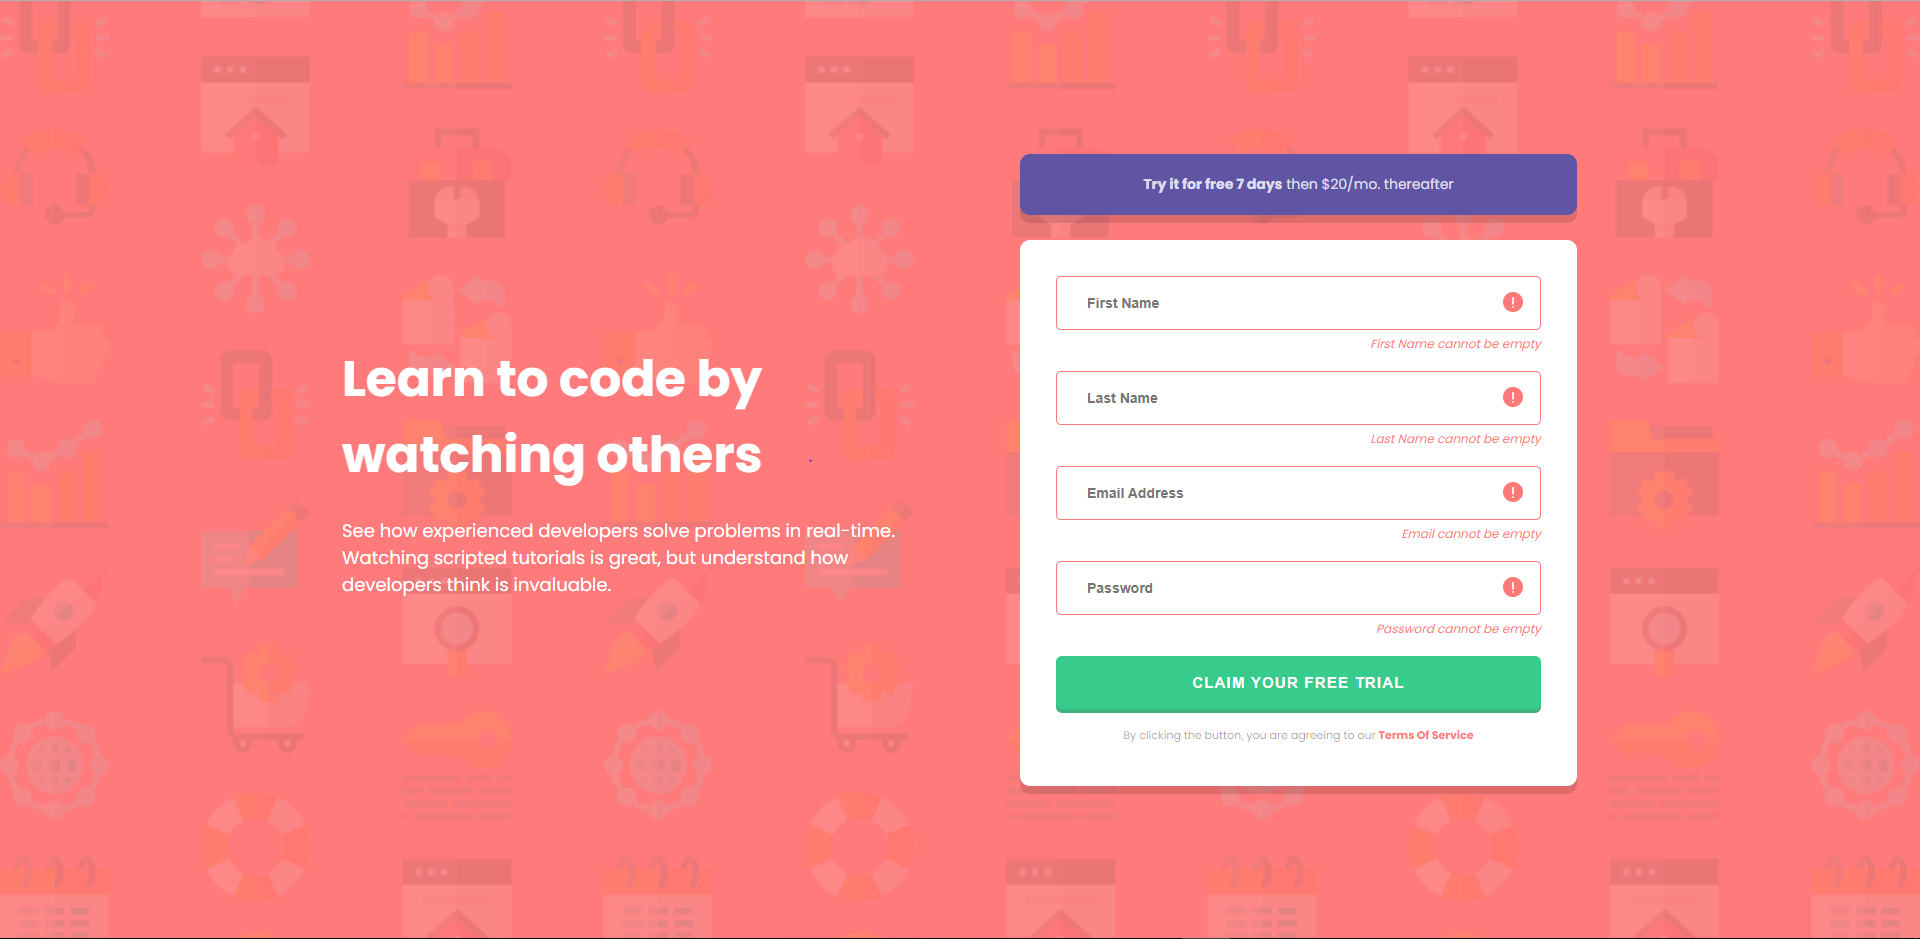 Learn to code by
watching others
See how experienced developers solve problems in real-time.
Watching scripted tutorials is great, but understand how
developers think is invaluable.
Try it for free 7 days then $20/mo. thereafter
First Name
First Name cannot be empty
Last Name
Last Name cannot be empty
Email Address
Email cannot be empty
Password
Password cannot be empty
CLAIM YOUR FREE TRIAL
By clicking the button, you are agreeing to our Terms Of Service